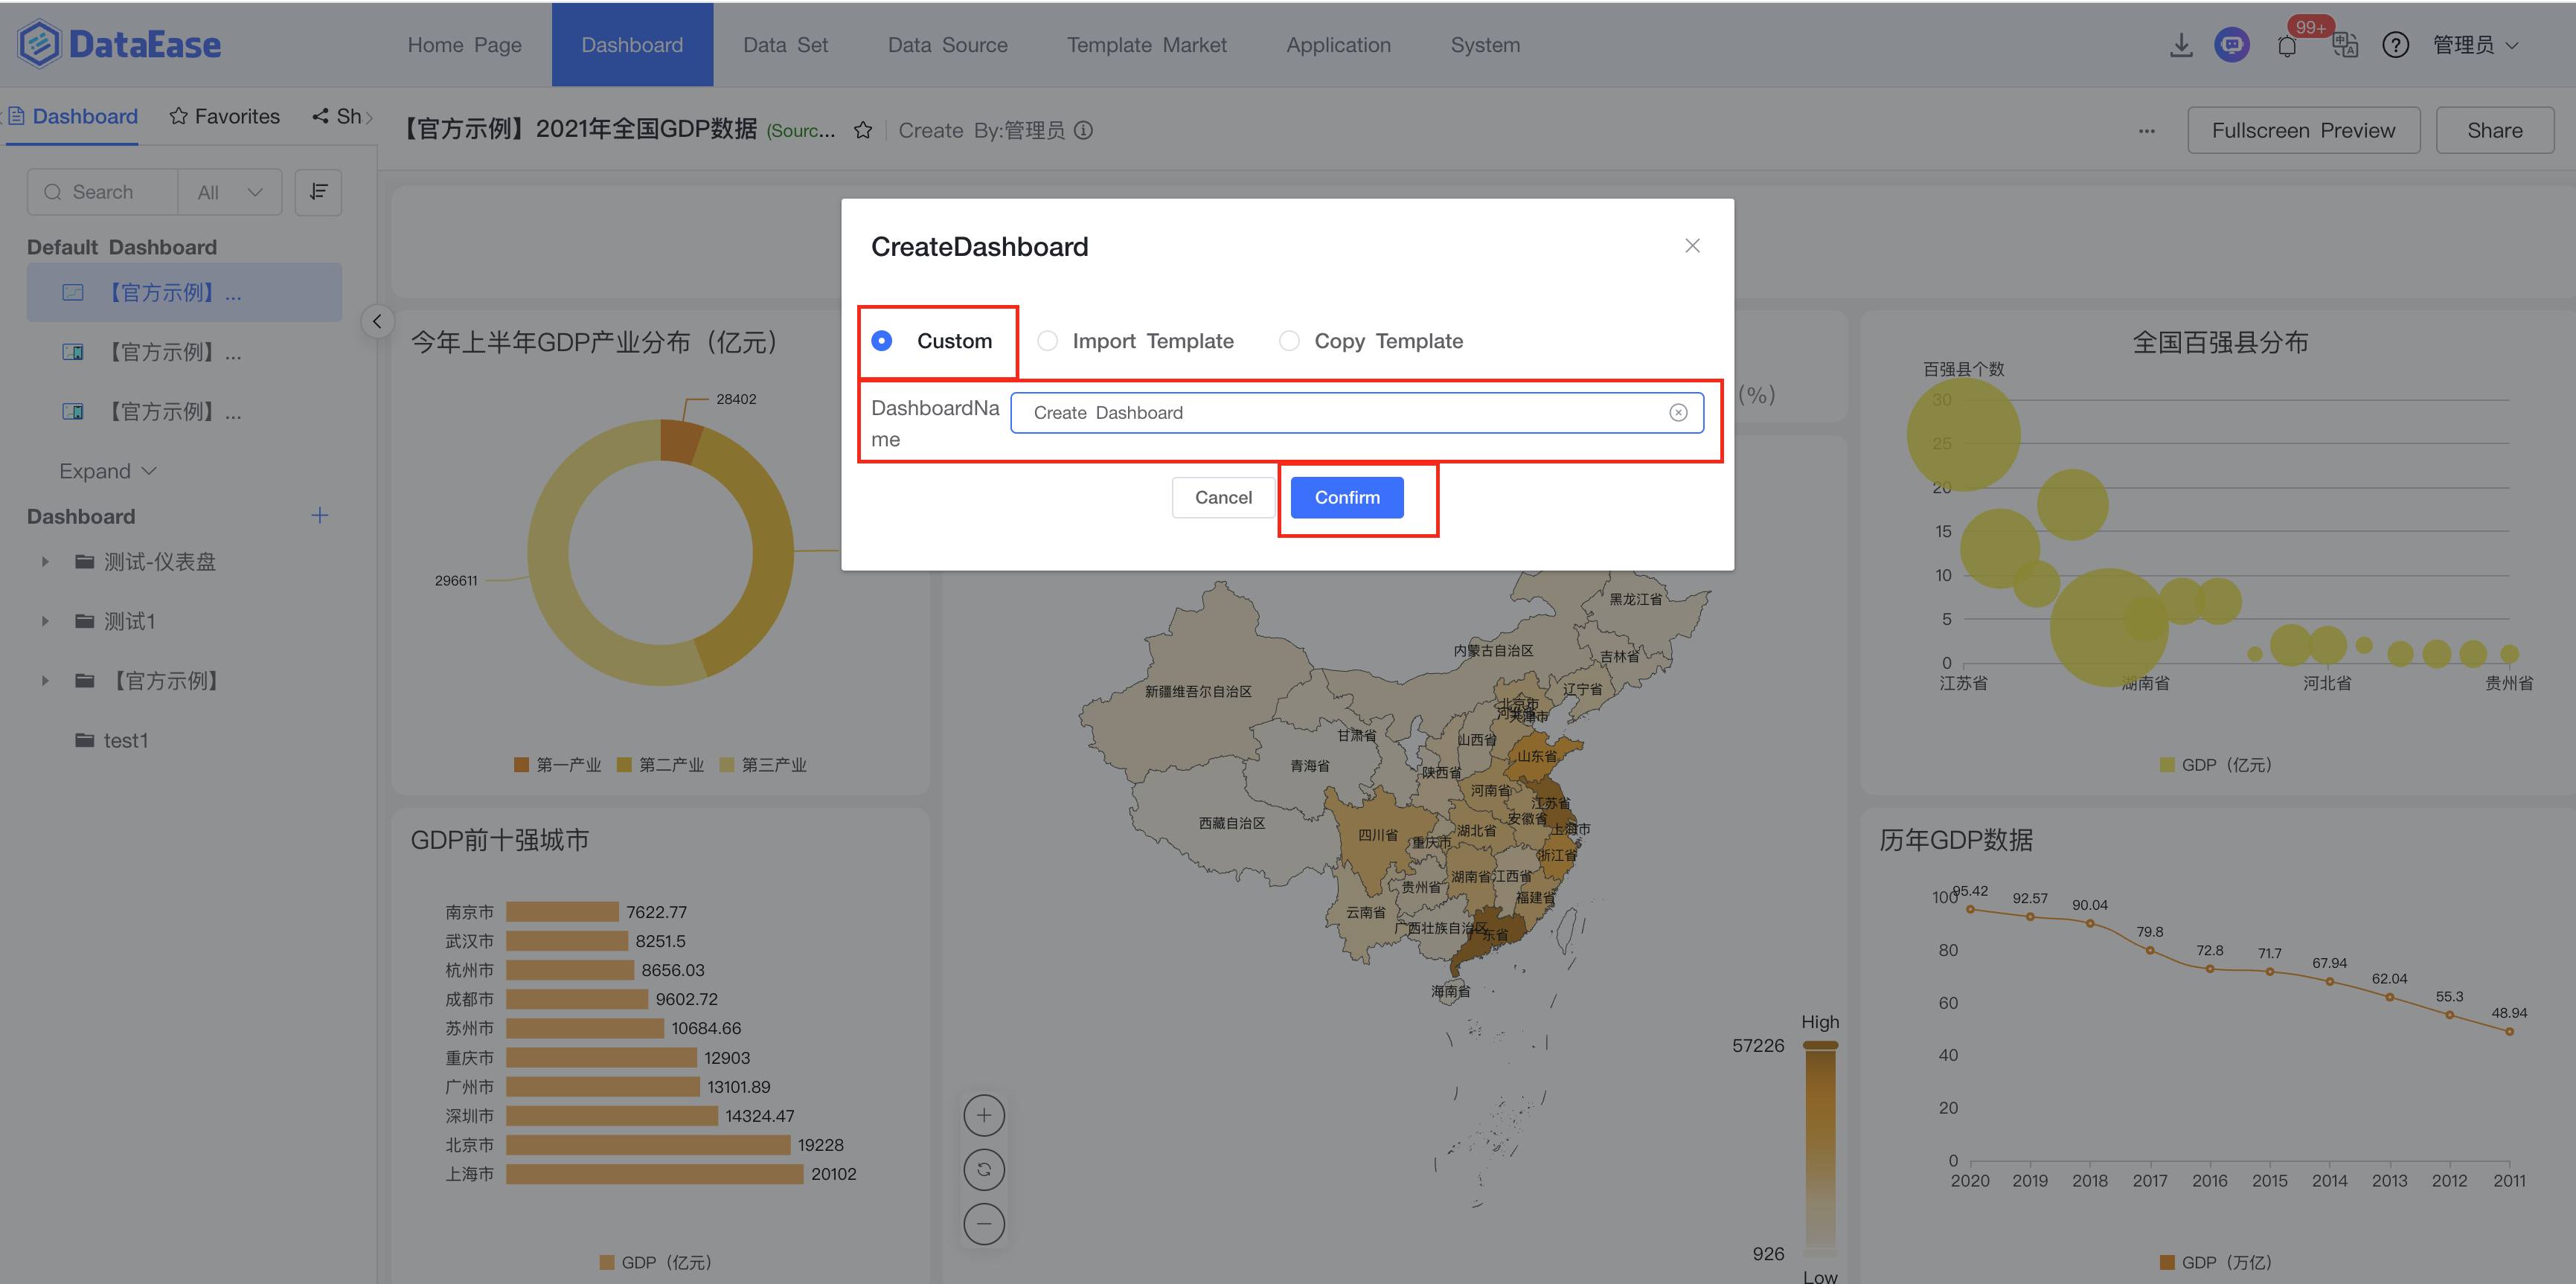 DataEase
Home Page
Dashboard
Data Set
Data Source
Template Market
Application
System
99+
管理员
Dashboard
Favorites
Sh
【官方示例】2021年全国GDP数据 (Sourc...
Create By:管理员
Fullscreen Preview
Share
Search
All
Default Dashboard
【官方示例】...
【官方示例】...
【官方示例】...
Expand
Dashboard
测试-仪表盘
测试1
【官方示例】
test1
CreateDashboard
Custom
Import Template
Copy Template
DashboardNa
me
Create Dashboard
Cancel
Confirm
今年上半年GDP产业分布（亿元）
28402
296611
第一产业
第二产业
第三产业
(%)
全国百强县分布
百强县个数
30
25
20
15
10
5
0
江苏省
湖南省
河北省
贵州省
GDP（亿元）
GDP前十强城市
南京市 7622.77
武汉市 8251.5
杭州市 8656.03
成都市 9602.72
苏州市 10684.66
重庆市 12903
广州市 13101.89
深圳市 14324.47
北京市 19228
上海市 20102
GDP（亿元）
黑龙江省
内蒙古自治区
吉林省
新疆维吾尔自治区
辽宁省
北京市
天津市
甘肃省
山西省
山东省
青海省
陕西省
河南省
江苏省
西藏自治区
安徽省
上海市
四川省
湖北省
重庆市
浙江省
贵州省
湖南省
江西省
福建省
云南省
广西壮族自治区
东省
海南省
High
57226
926
Low
历年GDP数据
100
80
60
40
20
0
95.42
92.57
90.04
79.8
72.8
71.7
67.94
62.04
55.3
48.94
2020
2019
2018
2017
2016
2015
2014
2013
2012
2011
GDP（万亿）